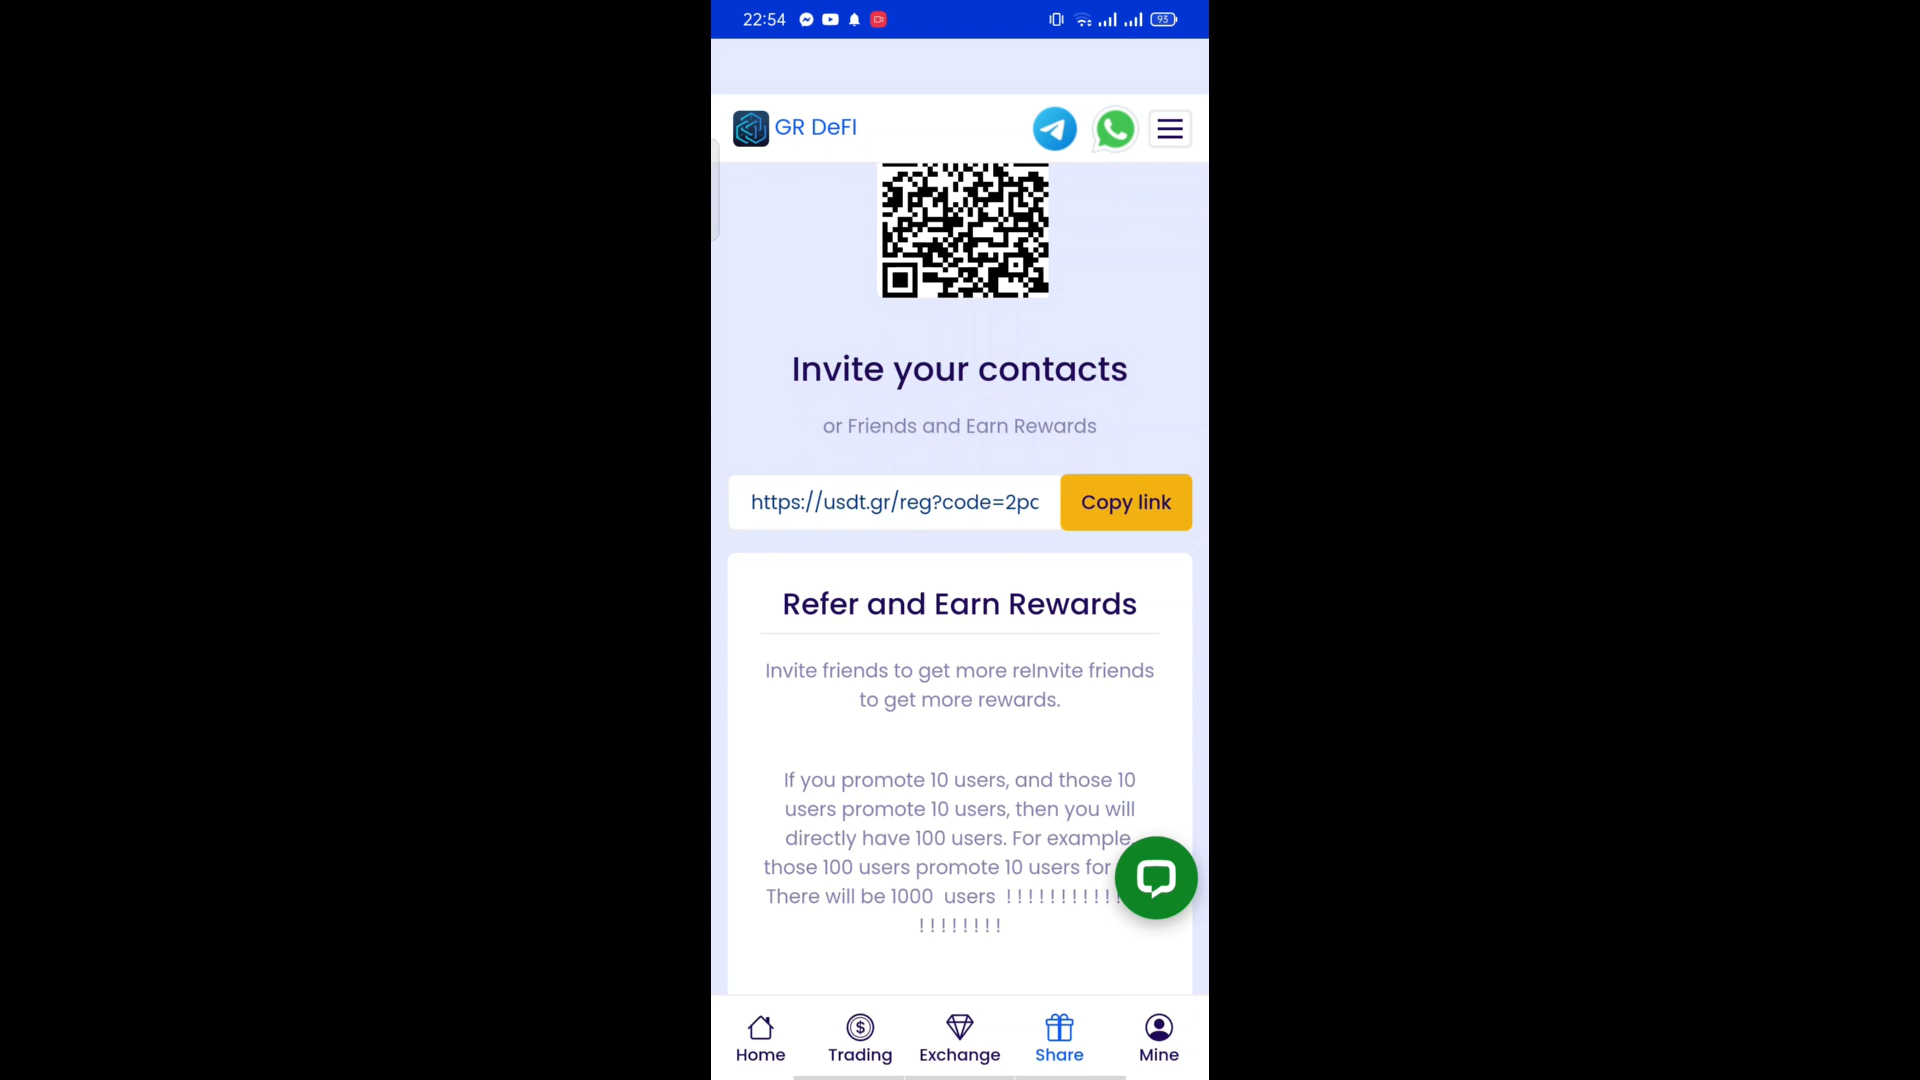 22:54
93
GR DeFI
Invite your contacts
or Friends and Earn Rewards
https://usdt.gr/reg?code=2pc
Copy link
Refer and Earn Rewards
Invite friends to get more reInvite friends
to get more rewards.
If you promote 10 users, and those 10
users promote 10 users, then you will
directly have 100 users. For example,
those 100 users promote 10 users for
There will be 1000 users ! ! ! ! ! ! ! ! ! ! !
! ! ! ! ! ! ! !
Home
Trading
Exchange
Share
Mine